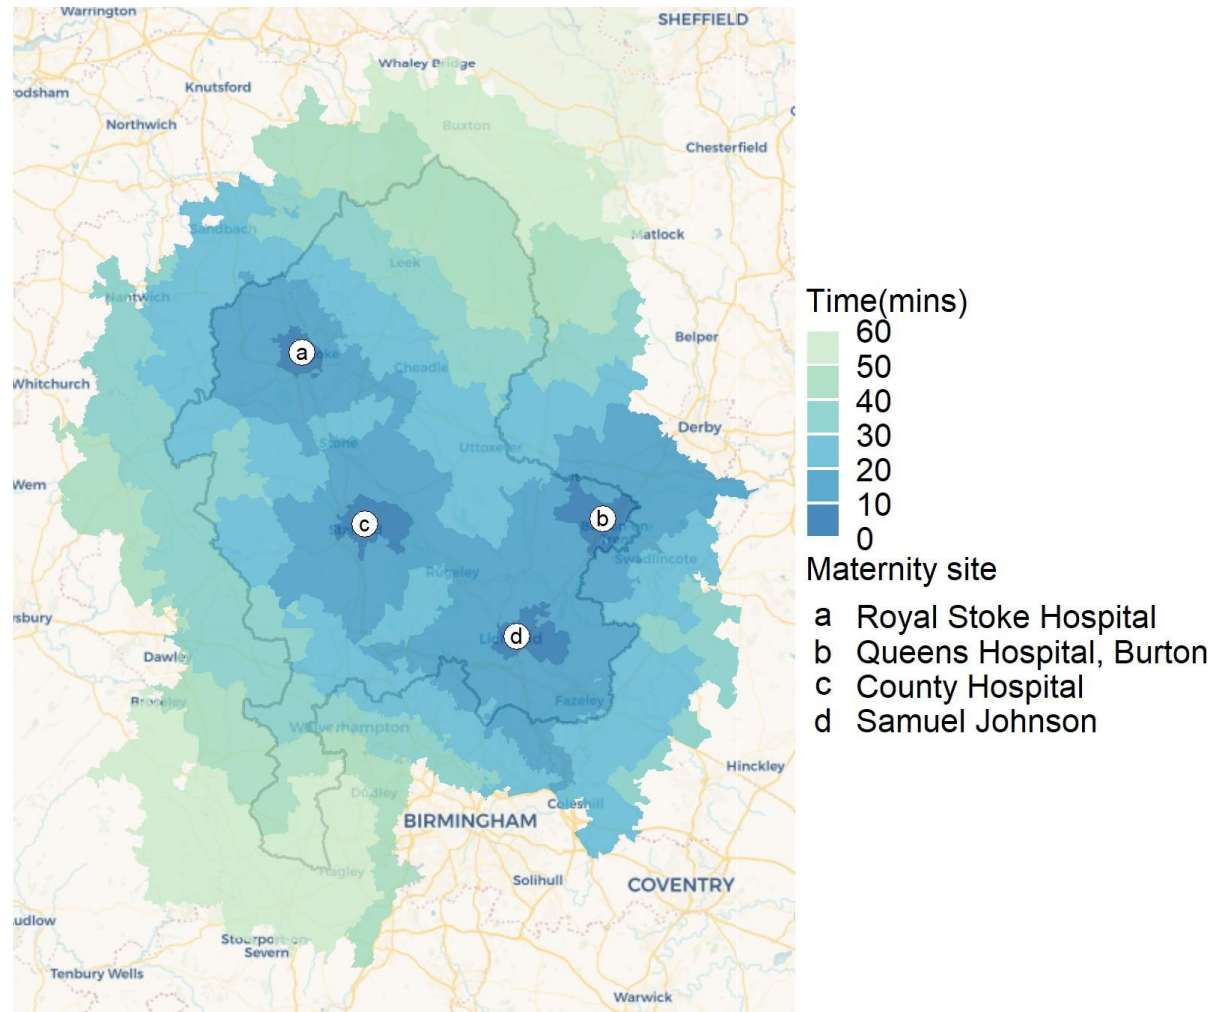 Warrington
SHEFFIELD
Whaley Bridge
Knutsford
odsham
Northwich
Buxton
Chesterfield
Matlock
Sandbach
Leek
Nantwich
Time(mins)
60
50
40
30
20
10
0
Belper
a
Cheadle
Whitchurch
Derby
Stone
Uttoxeter
Wem
b
c
Swadlincote
Rugeley
Maternity site
a Royal Stoke Hospital
b Queens Hospital, Burton
c County Hospital
d Samuel Johnson
sbury
d
Dawley
Broseley
Fazeley
Wolverhampton
Hinckley
Dudley
Coleshill
BIRMINGHAM
Hagley
Solihull
COVENTRY
udlow
Stourport-on-
Severn
Tenbury Wells
Warwick